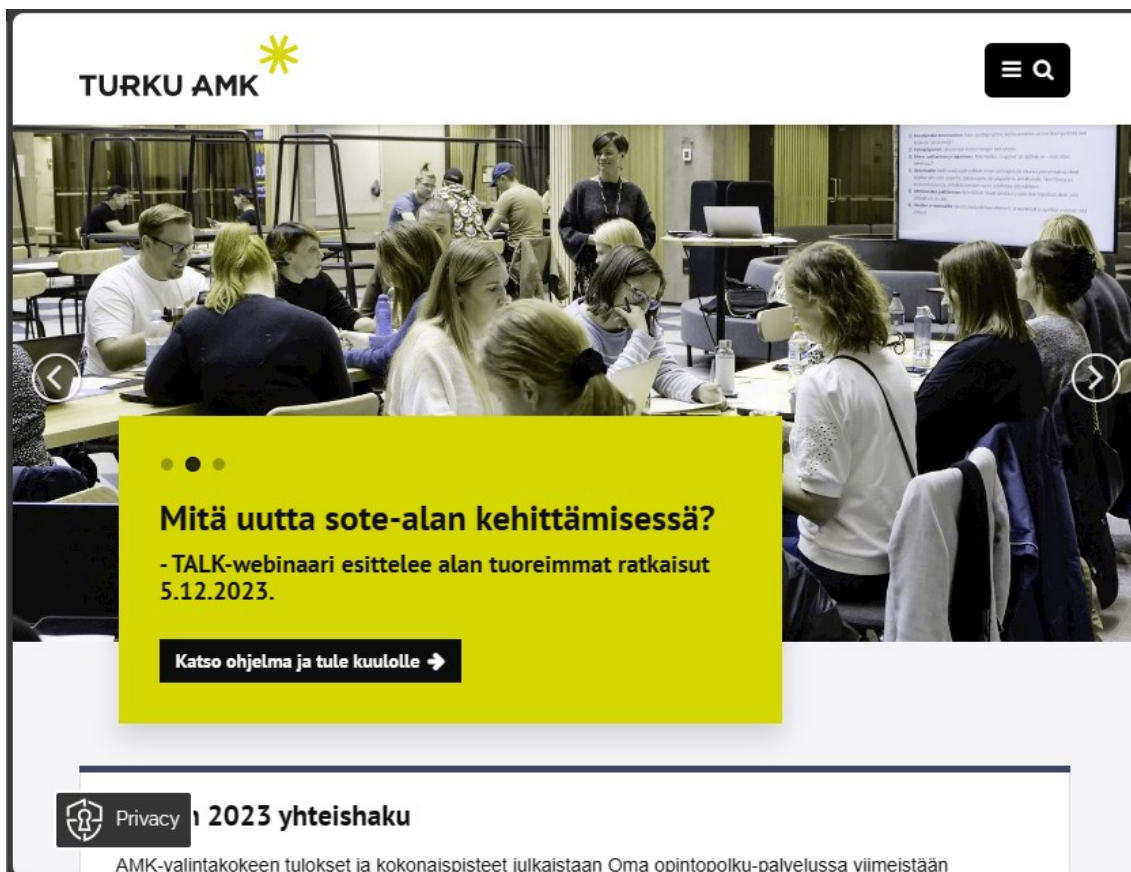 TURKU AMK
Mitä uutta sote-alan kehittämisessä?
- TALK-webinaari esittelee alan tuoreimmat ratkaisut
5.12.2023.
Katso ohjelma ja tule kuulolle
Privacy
2023 yhteishaku
AMK-valintakokeen tulokset ja kokonaispisteet julkaistaan Oma opintopolku-palvelussa viimeistään